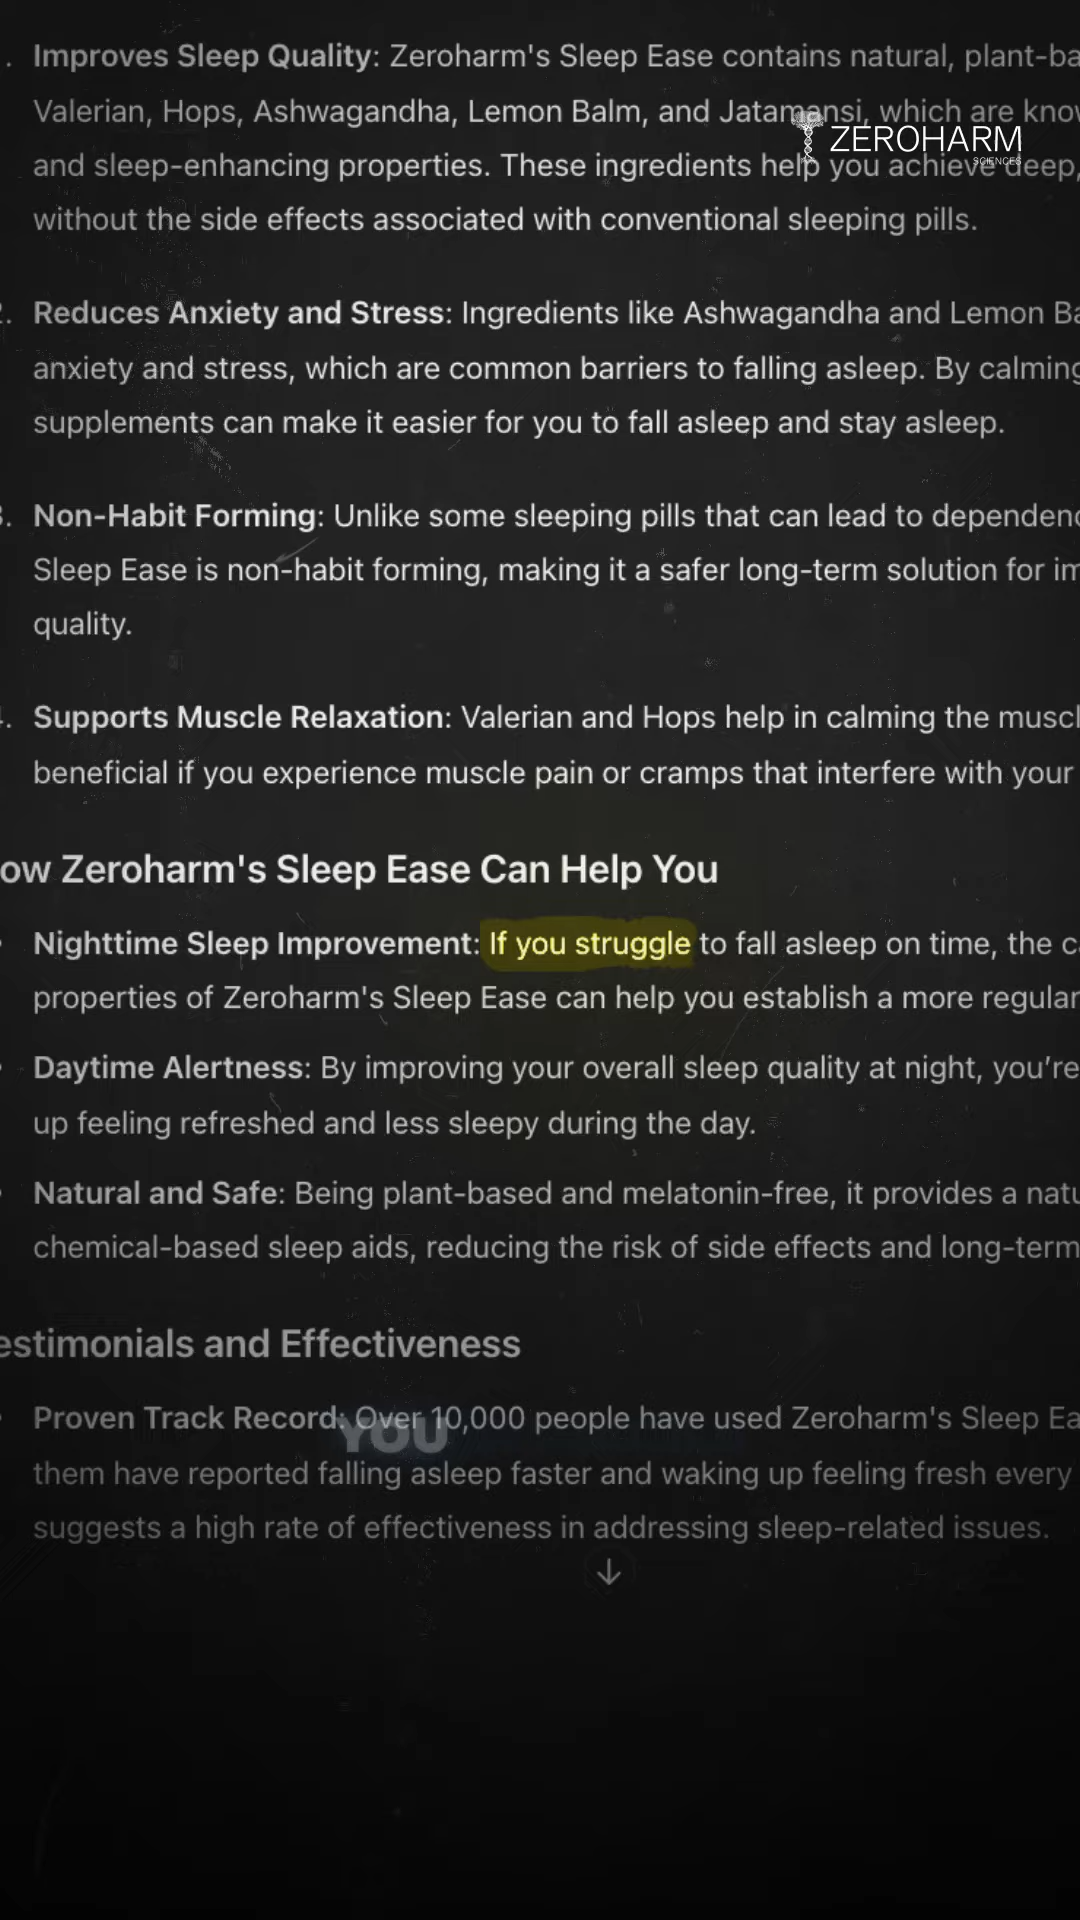 . Improves Sleep Quality: Zeroharm's Sleep Ease contains natural, plant-ba
Valerian, Hops, Ashwagandha, Lemon Balm, and Jatamansi, which are know
ZEROHARM
SCIENCES
and sleep-enhancing properties. These ingredients help you achieve deep,
without the side effects associated with conventional sleeping pills.
. Reduces Anxiety and Stress: Ingredients like Ashwagandha and Lemon Ba
anxiety and stress, which are common barriers to falling asleep. By calming
supplements can make it easier for you to fall asleep and stay asleep.
3. Non-Habit Forming: Unlike some sleeping pills that can lead to dependenc
Sleep Ease is non-habit forming, making it a safer long-term solution for im
quality.
. Supports Muscle Relaxation: Valerian and Hops help in calming the muscl
beneficial if you experience muscle pain or cramps that interfere with your
ow Zeroharm's Sleep Ease Can Help You
Nighttime Sleep Improvement: If you struggle to fall asleep on time, the c
properties of Zeroharm's Sleep Ease can help you establish a more regular
Daytime Alertness: By improving your overall sleep quality at night, you're
up feeling refreshed and less sleepy during the day.
Natural and Safe: Being plant-based and melatonin-free, it provides a natu
chemical-based sleep aids, reducing the risk of side effects and long-term
estimonials and Effectiveness
Proven Track Record: Over 10,000 people have used Zeroharm's Sleep Ea
YOU
them have reported falling asleep faster and waking up feeling fresh every
suggests a high rate of effectiveness in addressing sleep-related issues.